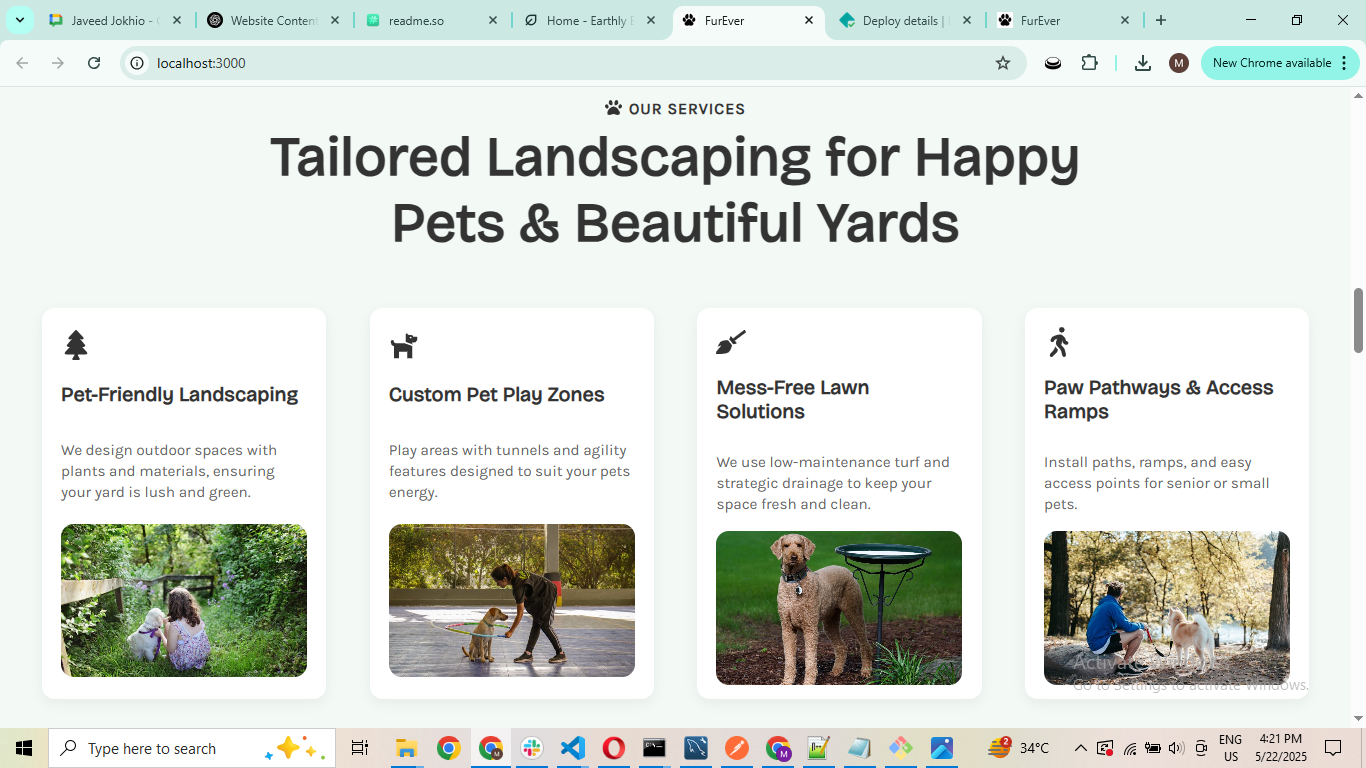 Javeed Jokhio -
Website Content
readme.so
Home - Earthly
FurEver
Deploy details |
FurEver
localhost:3000
M
New Chrome available
OUR SERVICES
Tailored Landscaping for Happy
Pets & Beautiful Yards
Pet-Friendly Landscaping
We design outdoor spaces with
plants and materials, ensuring
your yard is lush and green.
Custom Pet Play Zones
Play areas with tunnels and agility
features designed to suit your pets
energy.
Mess-Free Lawn
Solutions
We use low-maintenance turf and
strategic drainage to keep your
space fresh and clean.
Paw Pathways & Access
Ramps
Install paths, ramps, and easy
access points for senior or small
pets.
Activate Windows
Go to Settings to activate Windows.
Type here to search
2
34°C
ENG
US
4:21 PM
5/22/2025